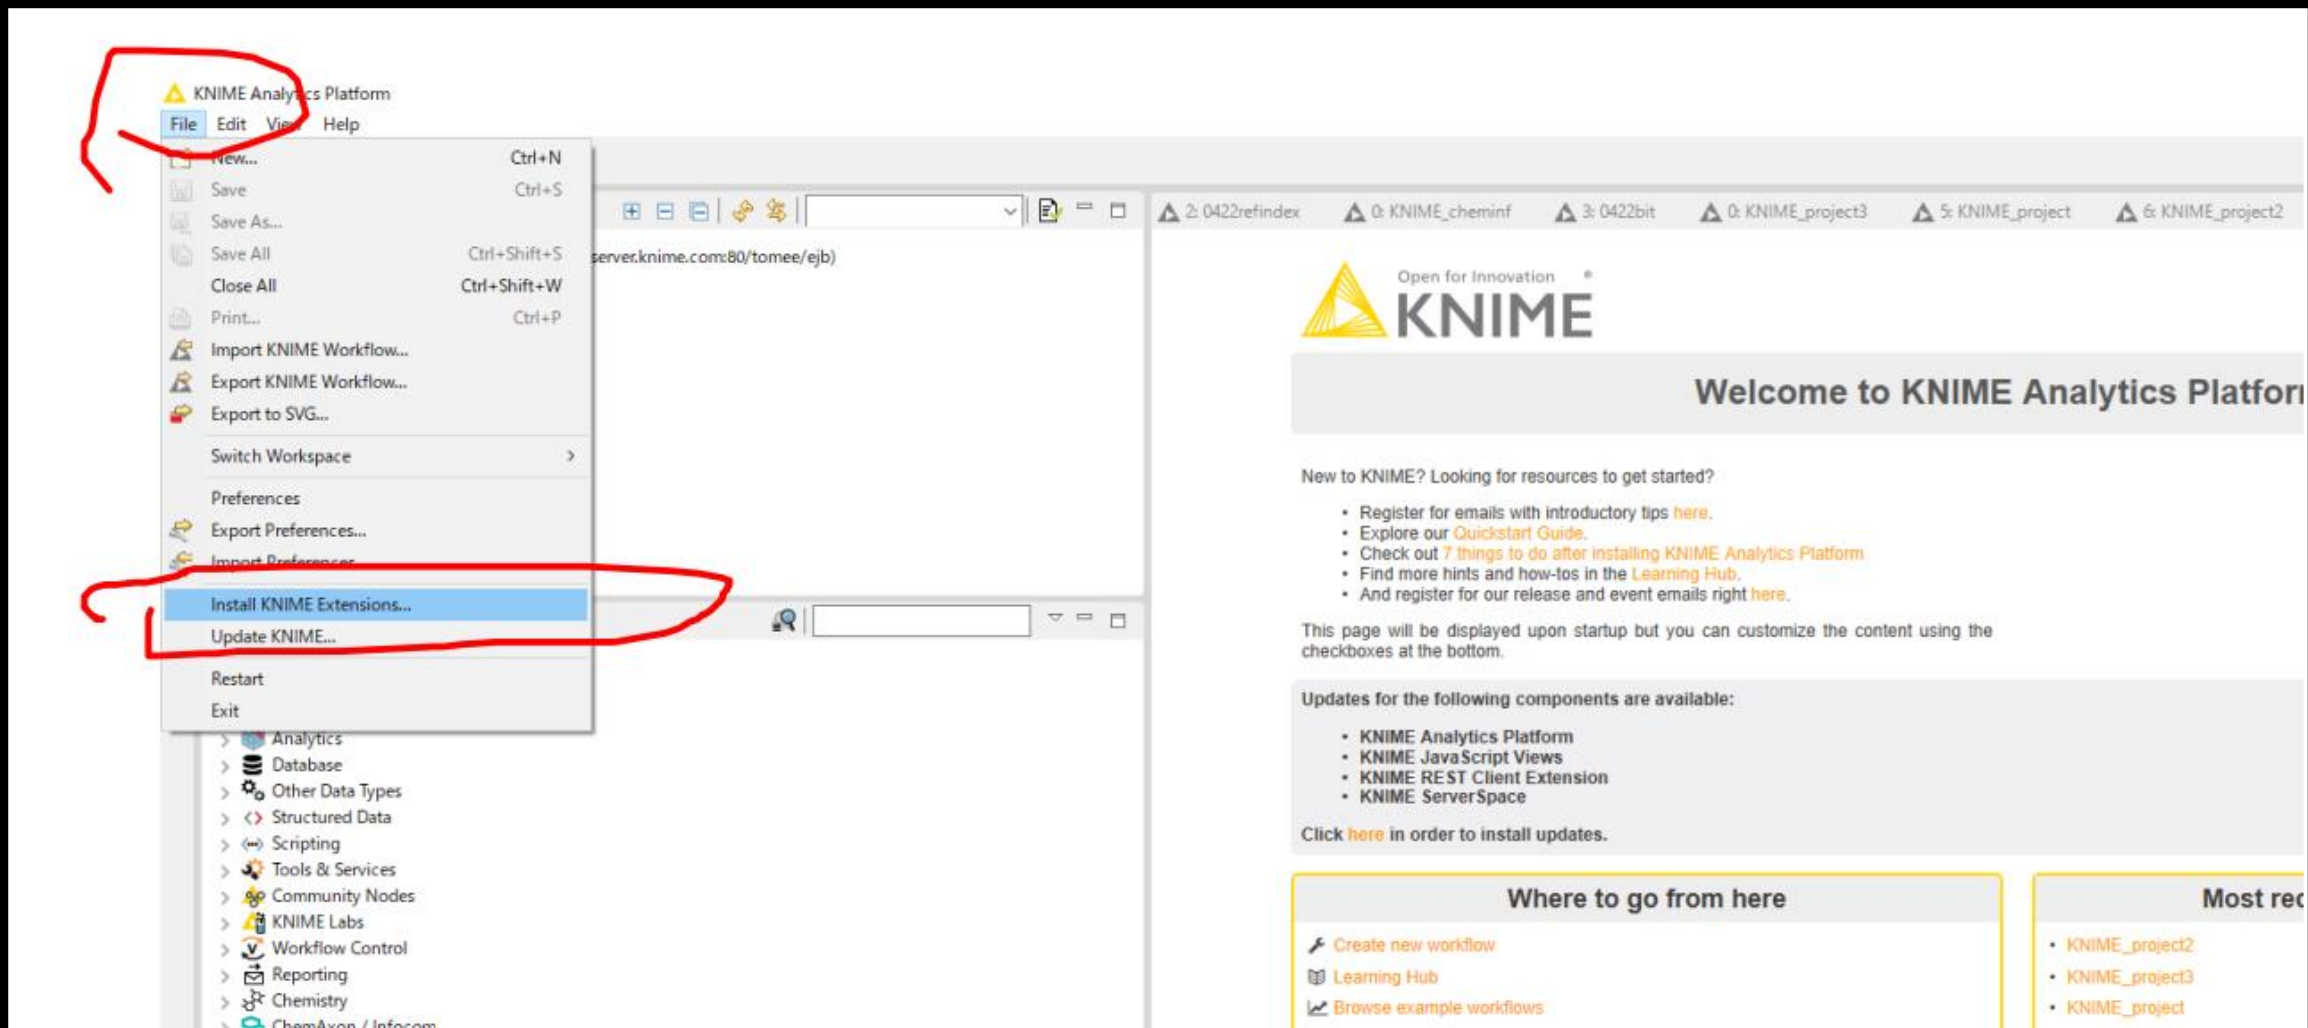 KNIME Analytics Platform
File Edit View Help
New... Ctrl+N
Save Ctrl+S
Save As...
Save All Ctrl+Shift+S
Close All Ctrl+Shift+W
Print... Ctrl+P
Import KNIME Workflow...
Export KNIME Workflow...
Export to SVG...
Switch Workspace >
Preferences
Export Preferences...
Import Preferences...
Install KNIME Extensions...
Update KNIME...
Restart
Exit
server.knime.com:80/tomee/ejb)
Analytics
Database
Other Data Types
Structured Data
Scripting
Tools & Services
Community Nodes
KNIME Labs
Workflow Control
Reporting
Chemistry
ChemAxon / Infocom
2: 0422refindex 0: KNIME_cheminf 3: 0422bit 0: KNIME_project3 5: KNIME_project 6: KNIME_project2
Open for Innovation ®
KNIME
Welcome to KNIME Analytics Platfor
New to KNIME? Looking for resources to get started?
• Register for emails with introductory tips here.
• Explore our Quickstart Guide.
• Check out 7 things to do after installing KNIME Analytics Platform
• Find more hints and how-tos in the Learning Hub.
• And register for our release and event emails right here.
This page will be displayed upon startup but you can customize the content using the
checkboxes at the bottom.
Updates for the following components are available:
• KNIME Analytics Platform
• KNIME JavaScript Views
• KNIME REST Client Extension
• KNIME ServerSpace
Click here in order to install updates.
Where to go from here
Create new workflow
Learning Hub
Browse example workflows
Most rec
• KNIME_project2
• KNIME_project3
• KNIME_project